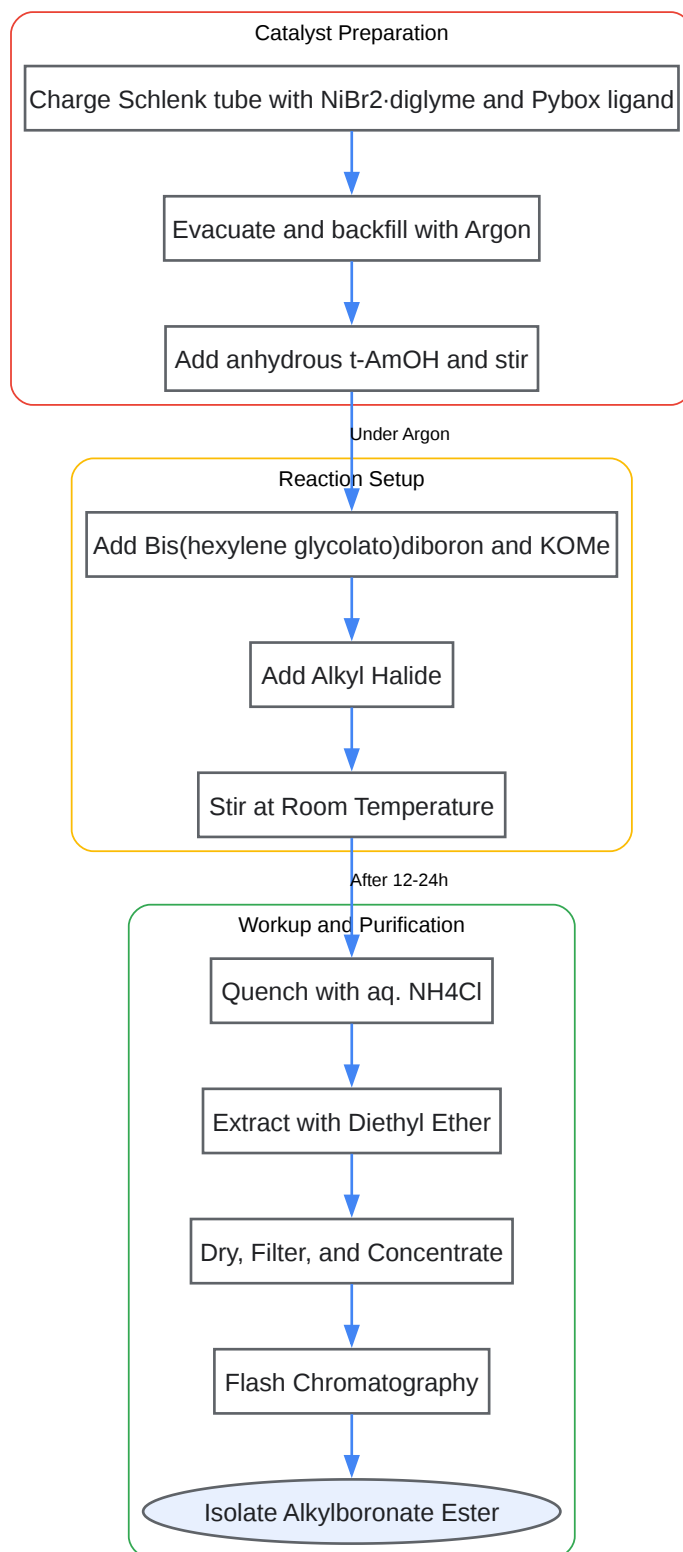 Catalyst Preparation
Charge Schlenk tube with NiBr2·diglyme and Pybox ligand
Evacuate and backfill with Argon
Add anhydrous t-AmOH and stir
Under Argon
Reaction Setup
Add Bis(hexylene glycolato)diboron and KOMe
Add Alkyl Halide
Stir at Room Temperature
After 12-24h
Workup and Purification
Quench with aq. NH4Cl
Extract with Diethyl Ether
Dry, Filter, and Concentrate
Flash Chromatography
Isolate Alkylboronate Ester